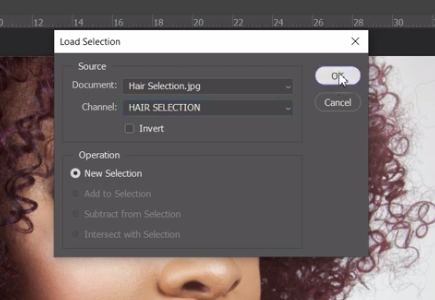 0 12 14 16 18 20 22 24 26 28 30 32
Load Selection
Source
Document: Hair Selection.jpg
Channel: HAIR SELECTION
Invert
OK
Cancel
Operation
New Selection
Add to Selection
Subtract from Selection
Intersect with Selection